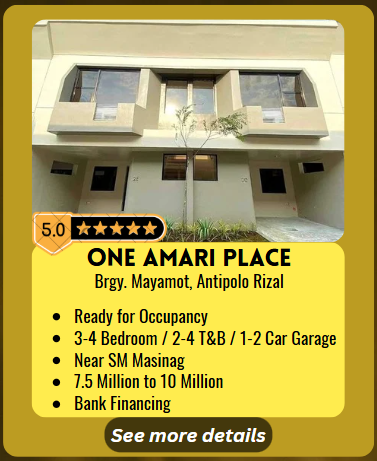 5.0
ONE AMARI PLACE
Brgy. Mayamot, Antipolo Rizal
• Ready for Occupancy
• 3-4 Bedroom / 2-4 T&B / 1-2 Car Garage
• Near SM Masinag
• 7.5 Million to 10 Million
• Bank Financing
See more details